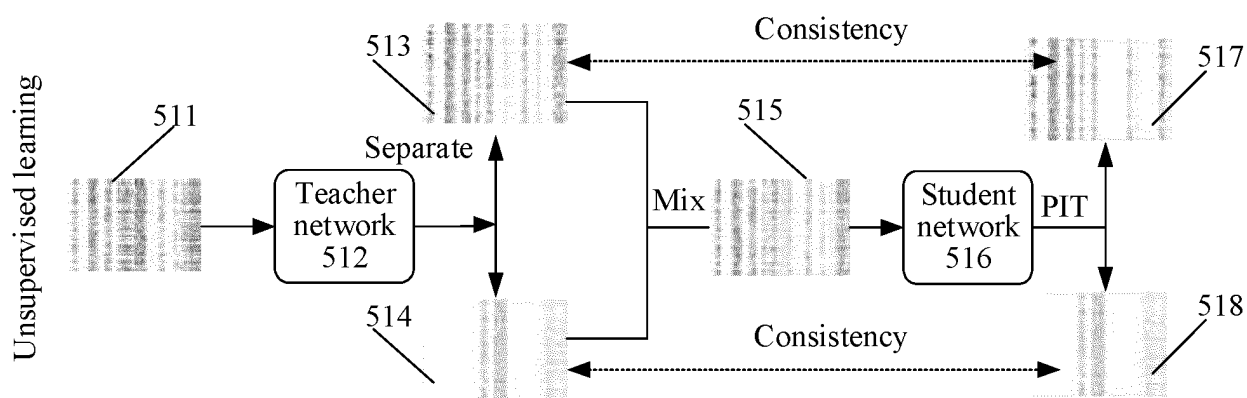 Unsupervised learning
511
Teacher
network
512
Separate
513
514
Mix
515
Student
network
516
PIT
Consistency
517
Consistency
518